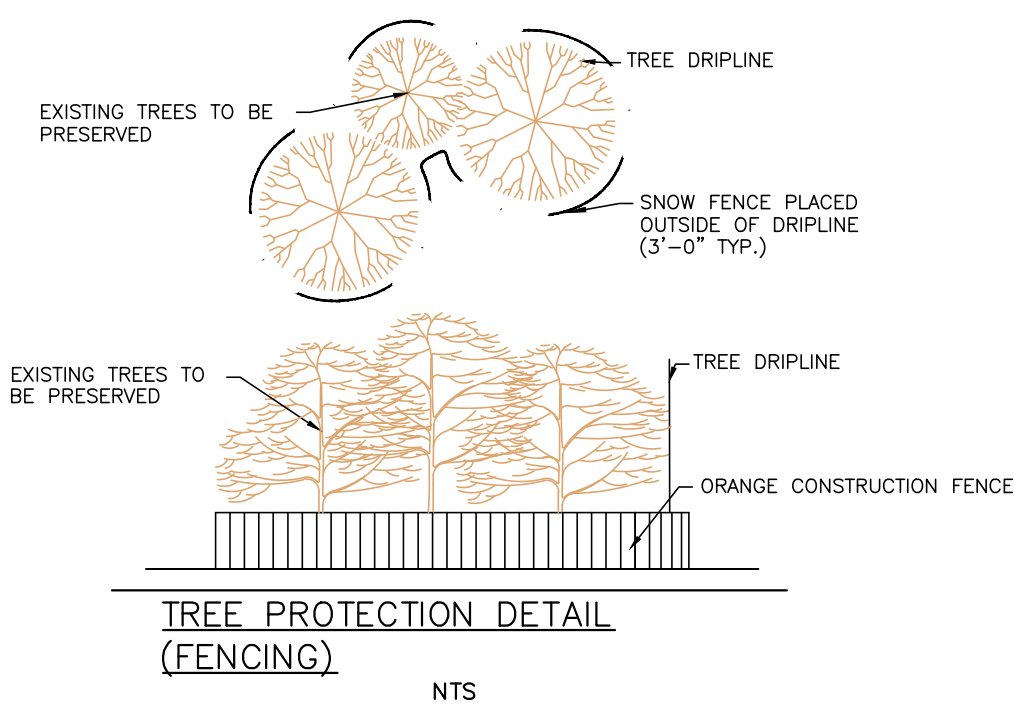 TREE DRIPLINE
EXISTING TREES TO BE
PRESERVED
SNOW FENCE PLACED
OUTSIDE OF DRIPLINE
(3'-0" TYP.)
TREE DRIPLINE
EXISTING TREES TO
BE PRESERVED
ORANGE CONSTRUCTION FENCE
TREE PROTECTION DETAIL
(FENCING)
NTS